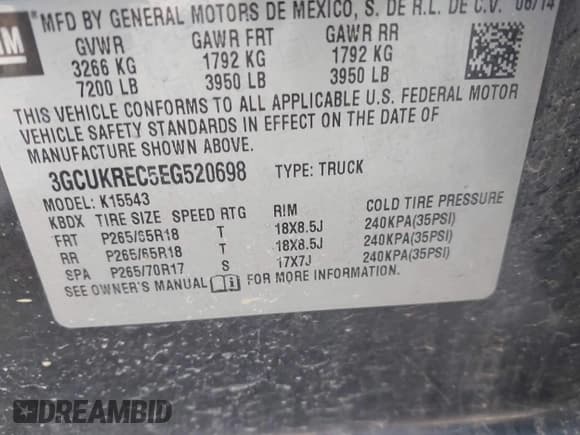 GM *MFD BY GENERAL MOTORS DE MEXICO, S. DE R.L. DE C.V. 06/14
GVWR GAWR FRT GAWR RR
3266 KG 1792 KG 1792 KG
7200 LB 3950 LB 3950 LB
THIS VEHICLE CONFORMS TO ALL APPLICABLE U.S. FEDERAL MOTOR
VEHICLE SAFETY STANDARDS IN EFFECT ON THE DATE OF
MANUFACTURE SHOWN ABOVE.
3GCUKREC5EG520698 TYPE: TRUCK
MODEL: K15543
KBDX TIRE SIZE SPEED RTG RIM COLD TIRE PRESSURE
FRT P265/65R18 T 18X8.5J 240KPA(35PSI)
RR P265/65R18 T 18X8.5J 240KPA(35PSI)
SPA P265/70R17 S 17X7J 240KPA(35PSI)
SEE OWNER'S MANUAL FOR MORE INFORMATION.
DREAMBID